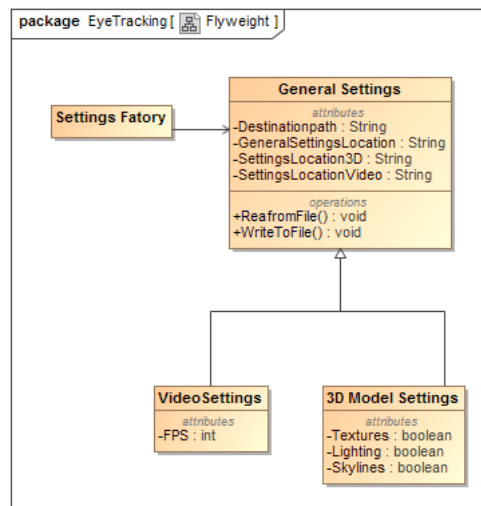 package EyeTracking [ Flyweight ]
General Settings
attributes
-Destinationpath : String
-GeneralSettingsLocation : String
-SettingsLocation3D : String
-SettingsLocationVideo : String
operations
+ReafromFile() : void
+WriteToFile() : void
Settings Fatory
VideoSettings
attributes
-FPS : int
3D Model Settings
attributes
-Textures : boolean
-Lighting : boolean
-Skylines : boolean